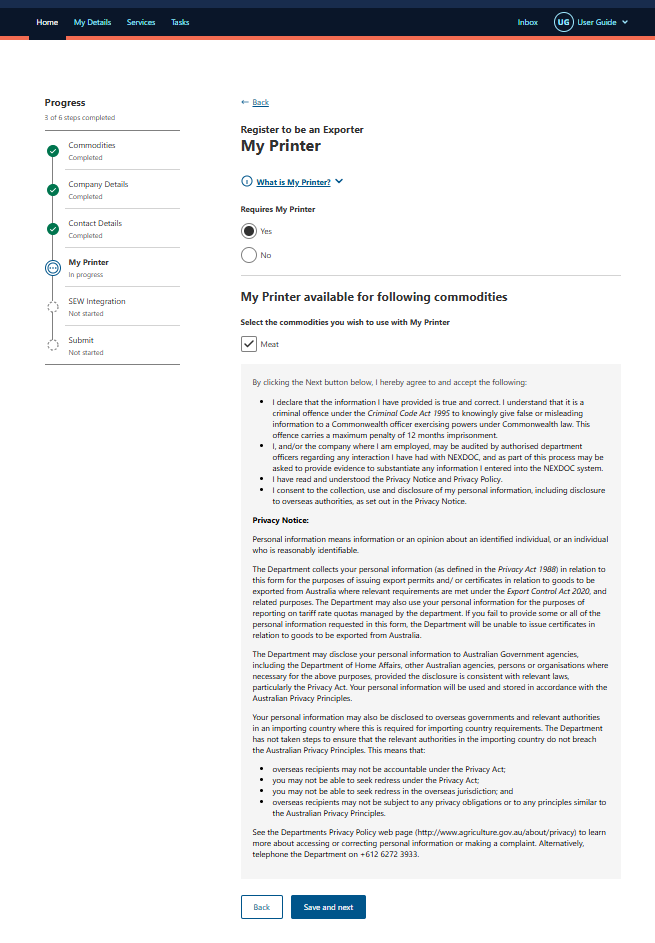 Home My Details Services Tasks Inbox UG User Guide
Progress
3 of 6 steps completed
Commodities
Completed
Company Details
Completed
Contact Details
Completed
My Printer
In progress
SEW Integration
Not started
Submit
Not started
← Back
Register to be an Exporter
My Printer
What is My Printer?
Requires My Printer
Yes
No
My Printer available for following commodities
Select the commodities you wish to use with My Printer
Meat
By clicking the Next button below, I hereby agree to and accept the following:
• I declare that the information I have provided is true and correct. I understand that it is a
criminal offence under the Criminal Code Act 1995 to knowingly give false or misleading
information to a Commonwealth officer exercising powers under Commonwealth law. This
offence carries a maximum penalty of 12 months imprisonment.
• I, and/or the company where I am employed, may be audited by authorised department
officers regarding any interaction I have had with NEXDOC, and as part of this process may be
asked to provide evidence to substantiate any information I entered into the NEXDOC system.
• I have read and understood the Privacy Notice and Privacy Policy.
• I consent to the collection, use and disclosure of my personal information, including disclosure
to overseas authorities, as set out in the Privacy Notice.
Privacy Notice:
Personal information means information or an opinion about an identified individual, or an individual
who is reasonably identifiable.
The Department collects your personal information (as defined in the Privacy Act 1988) in relation to
this form for the purposes of issuing export permits and/ or certificates in relation to goods to be
exported from Australia where relevant requirements are met under the Export Control Act 2020, and
related purposes. The Department may also use your personal information for the purposes of
reporting on tariff rate quotas managed by the department. If you fail to provide some or all of the
personal information requested in this form, the Department will be unable to issue certificates in
relation to goods to be exported from Australia.
The Department may disclose your personal information to Australian Government agencies,
including the Department of Home Affairs, other Australian agencies, persons or organisations where
necessary for the above purposes, provided the disclosure is consistent with relevant laws,
particularly the Privacy Act. Your personal information will be used and stored in accordance with the
Australian Privacy Principles.
Your personal information may also be disclosed to overseas governments and relevant authorities
in an importing country where this is required for importing country requirements. The Department
has not taken steps to ensure that the relevant authorities in the importing country do not breach
the Australian Privacy Principles. This means that:
• overseas recipients may not be accountable under the Privacy Act;
• you may not be able to seek redress under the Privacy Act;
• you may not be able to seek redress in the overseas jurisdiction; and
• overseas recipients may not be subject to any privacy obligations or to any principles similar to
the Australian Privacy Principles.
See the Departments Privacy Policy web page (http://www.agriculture.gov.au/about/privacy) to learn
more about accessing or correcting personal information or making a complaint. Alternatively,
telephone the Department on +612 6272 3933.
Back Save and next